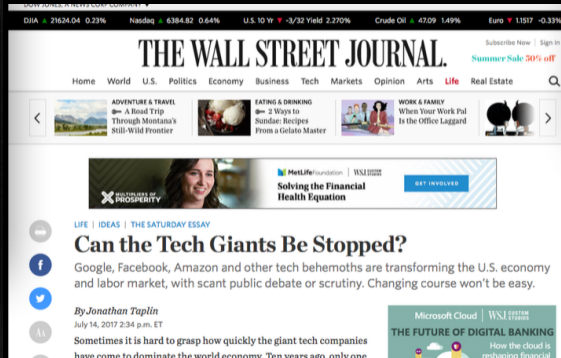 DOW JONES, A NEWS CORP COMPANY ▼
DJIA ▲ 21624.04 0.23% Nasdaq ▲ 6384.82 0.64% U.S. 10 Yr ▼ -3/32 Yield 2.270% Crude Oil ▲ 47.09 1.49% Euro ▼ 1.1517 -0.33%
Subscribe Now | Sign In
THE WALL STREET JOURNAL.
Summer Sale 50% off
Home World U.S. Politics Economy Business Tech Markets Opinion Arts Life Real Estate
ADVENTURE & TRAVEL
A Road Trip
Through Montana's
Still-Wild Frontier
EATING & DRINKING
2 Ways to
Sundae: Recipes
From a Gelato Master
WORK & FAMILY
When Your Work Pal
Is the Office Laggard
MULTIPLIERS OF
PROSPERITY
MetLife Foundation | WSJ CUSTOM STUDIOS
Solving the Financial
Health Equation
GET INVOLVED
LIFE | IDEAS | THE SATURDAY ESSAY
Can the Tech Giants Be Stopped?
Google, Facebook, Amazon and other tech behemoths are transforming the U.S. economy
and labor market, with scant public debate or scrutiny. Changing course won't be easy.
By Jonathan Taplin
July 14, 2017 2:34 p.m. ET
Sometimes it is hard to grasp how quickly the giant tech companies
have come to dominate the world economy. Ten years ago, only one
Microsoft Cloud | WSJ CUSTOM STUDIOS
THE FUTURE OF DIGITAL BANKING
How the cloud is
reshaping financial
f
AA